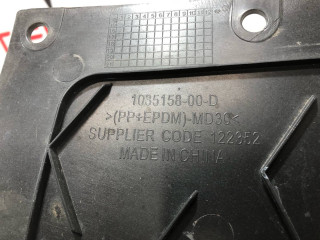 1035158-00-D
>(PP+EPDM)-MD30<
SUPPLIER CODE 122352
MADE IN CHINA